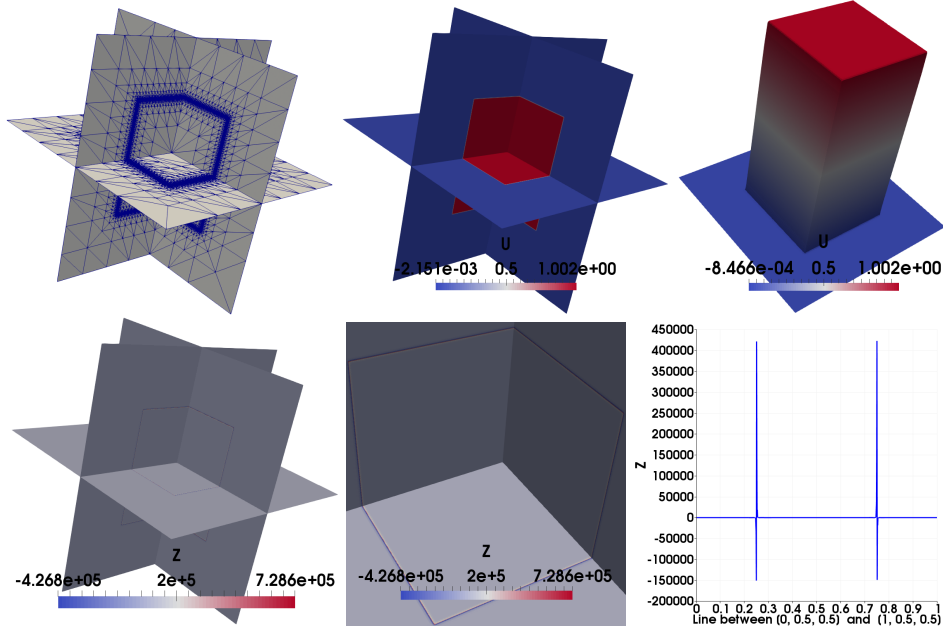 U
-2.151e-03 0.5 1.002e+00
U
-8.466e-04 0.5 1.002e+00
Z
-4.268e+05 2e+5 7.286e+05
Z
-4.268e+05 2e+5 7.286e+05
450000
400000
350000
300000
250000
200000
150000
100000
50000
0
-50000
-100000
-150000
-200000
Z
0 0.1 0.2 0.3 0.4 0.5 0.6 0.7 0.8 0.9 1
Line between (0, 0.5, 0.5) and (1, 0.5, 0.5)